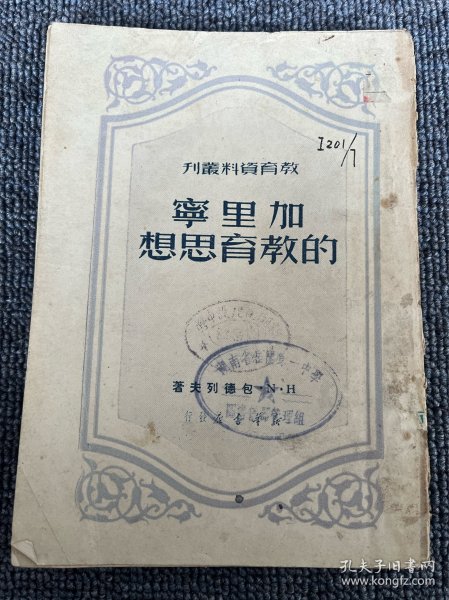 I201/7
教育資料叢刊
加里寧
的教育思想
H·N·包德列夫著
孔夫子旧书网
www.kongfz.com